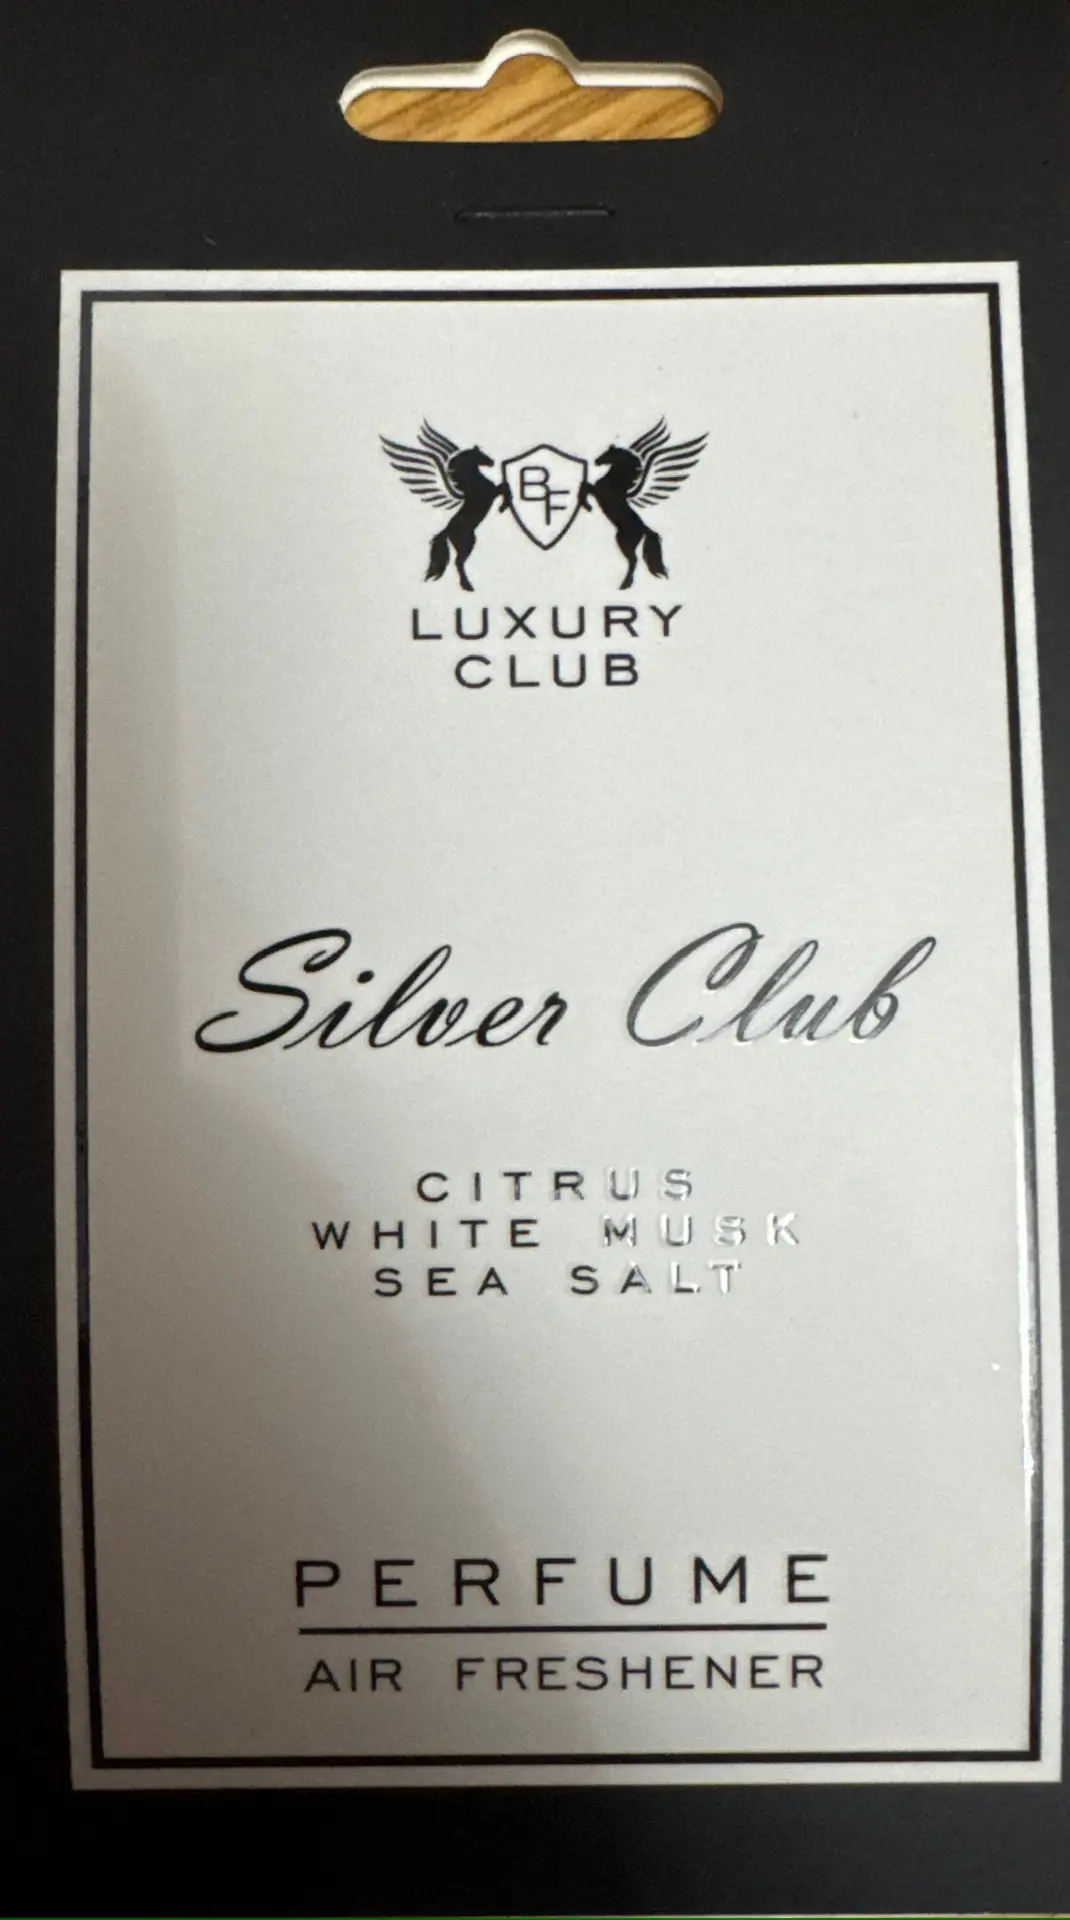 BF
LUXURY
CLUB
Silver Club
CITRUS
WHITE MUSK
SEA SALT
PERFUME
AIR FRESHENER